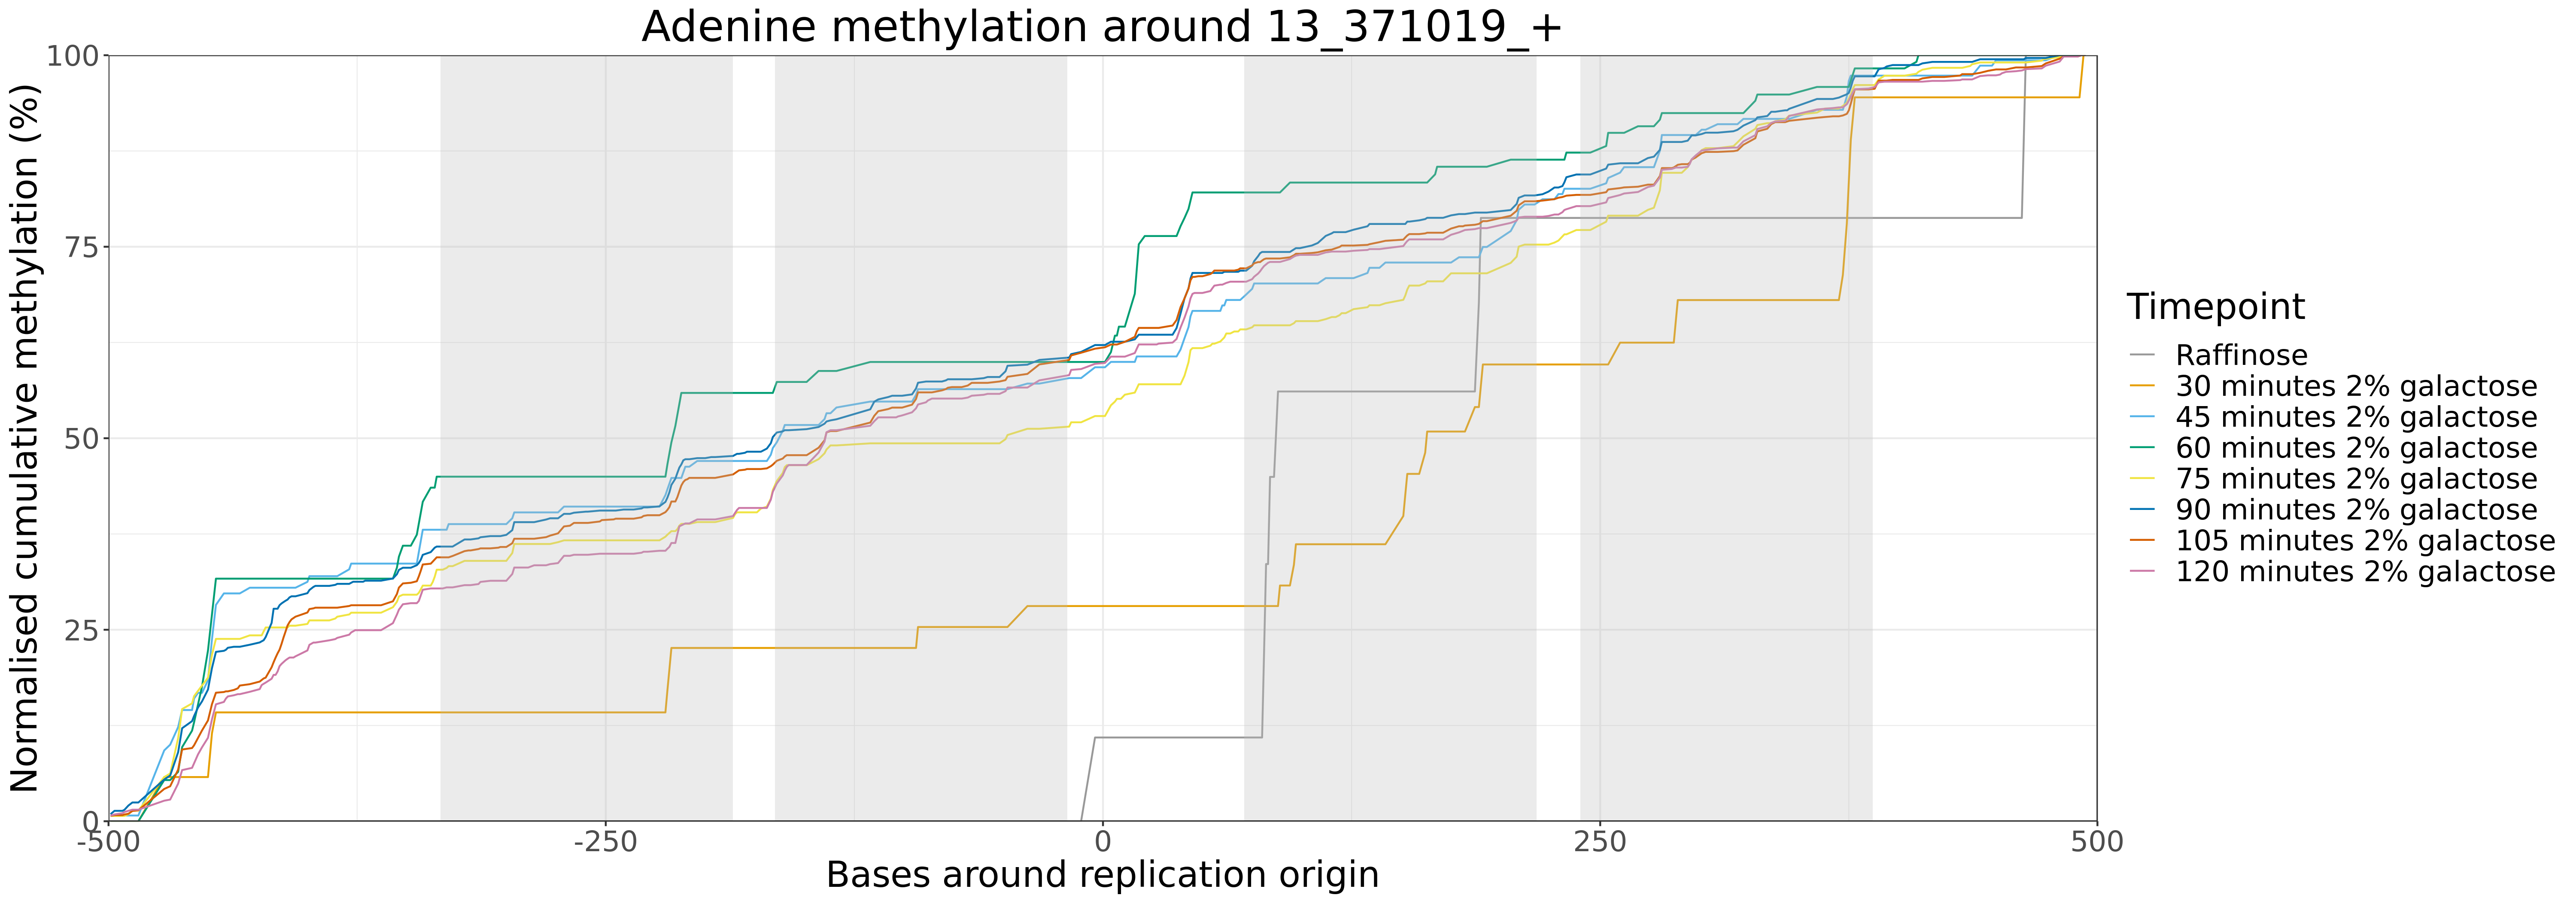 Adenine methylation around 13_371019_+
Normalised cumulative methylation (%)
100
75
50
25
0
-500
-250
0
250
500
Bases around replication origin
Timepoint
Raffinose
30 minutes 2% galactose
45 minutes 2% galactose
60 minutes 2% galactose
75 minutes 2% galactose
90 minutes 2% galactose
105 minutes 2% galactose
120 minutes 2% galactose